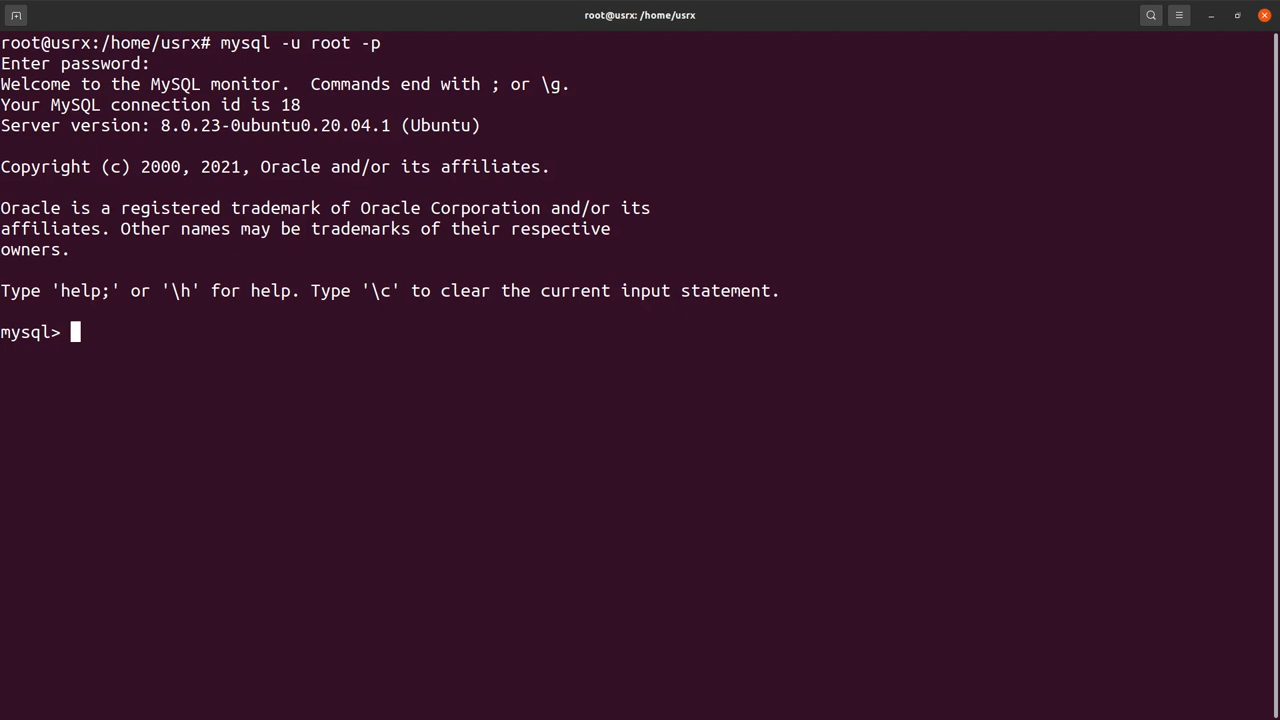 root@usrx: /home/usrx
root@usrx:/home/usrx# mysql -u root -p
Enter password:
Welcome to the MySQL monitor.  Commands end with ; or \g.
Your MySQL connection id is 18
Server version: 8.0.23-0ubuntu0.20.04.1 (Ubuntu)
Copyright (c) 2000, 2021, Oracle and/or its affiliates.
Oracle is a registered trademark of Oracle Corporation and/or its
affiliates. Other names may be trademarks of their respective
owners.
Type 'help;' or '\h' for help. Type '\c' to clear the current input statement.
mysql>